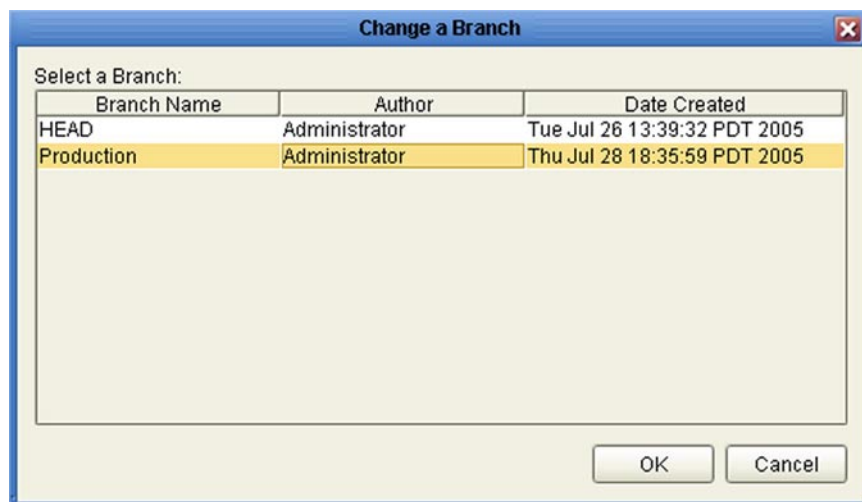 Change a Branch
Select a Branch:
Branch Name Author Date Created
HEAD Administrator Tue Jul 26 13:39:32 PDT 2005
Production Administrator Thu Jul 28 18:35:59 PDT 2005
OK Cancel